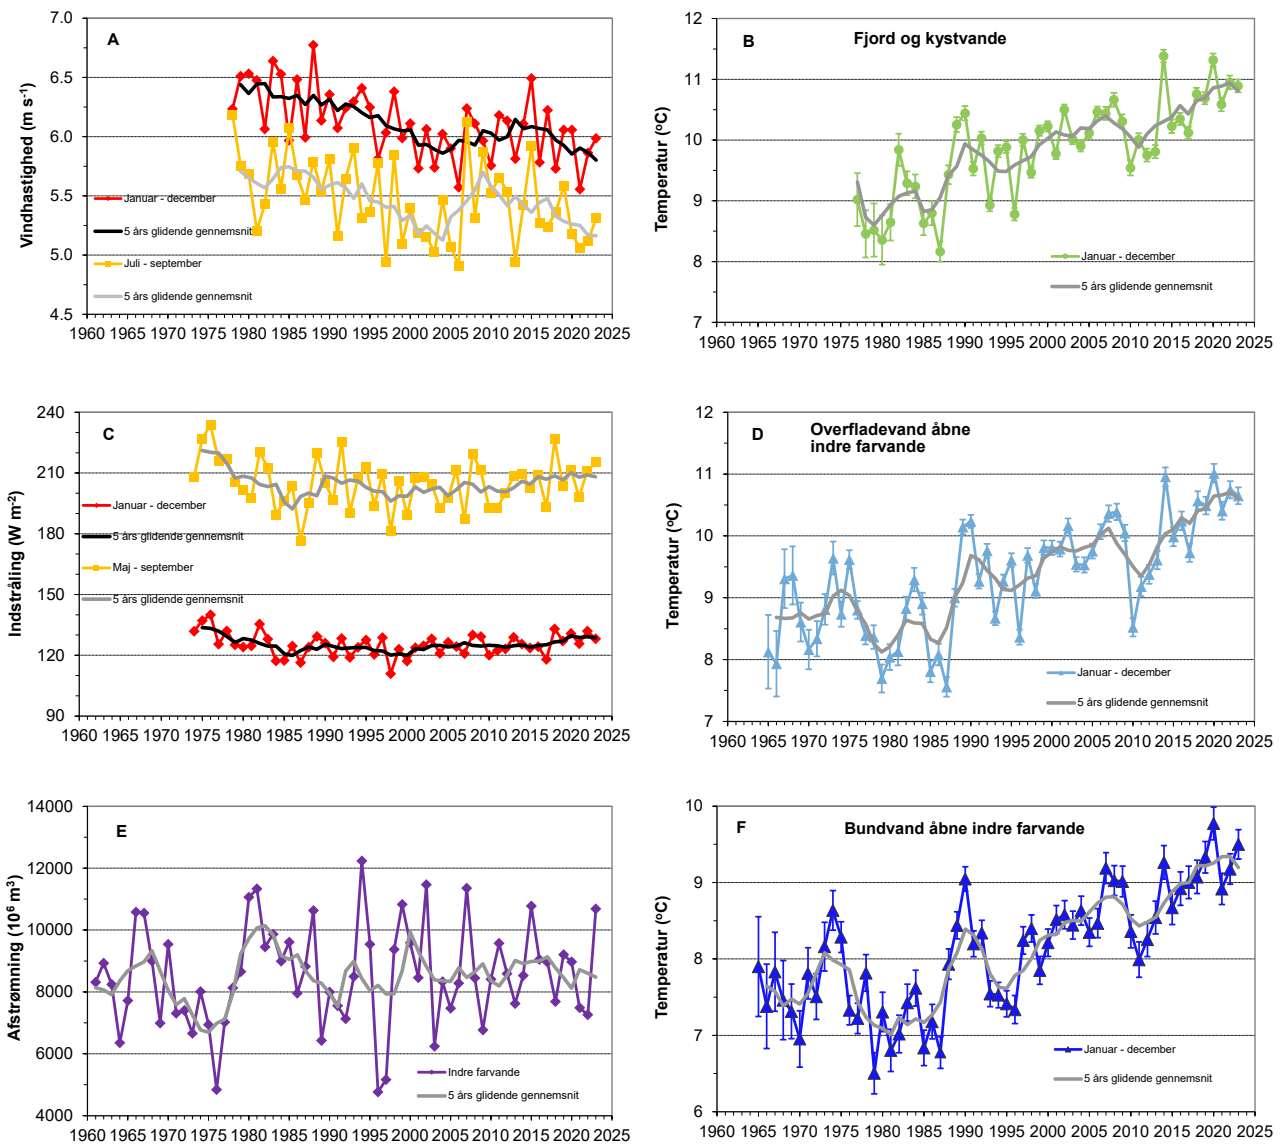 A
Vindhastighed (m s-1)
7.0
6.5
6.0
5.5
5.0
4.5
Januar - december
5 års glidende gennemsnit
Juli - september
5 års glidende gennemsnit
1960 1965 1970 1975 1980 1985 1990 1995 2000 2005 2010 2015 2020 2025
B
Fjord og kystvande
Temperatur (oC)
12
11
10
9
8
7
Januar - december
5 års glidende gennemsnit
1960 1965 1970 1975 1980 1985 1990 1995 2000 2005 2010 2015 2020 2025
C
Indstråling (W m-2)
240
210
180
150
120
90
Januar - december
5 års glidende gennemsnit
Maj - september
5 års glidende gennemsnit
1960 1965 1970 1975 1980 1985 1990 1995 2000 2005 2010 2015 2020 2025
D
Overfladevand åbne
indre farvande
Temperatur (oC)
12
11
10
9
8
7
Januar - december
5 års glidende gennemsnit
1960 1965 1970 1975 1980 1985 1990 1995 2000 2005 2010 2015 2020 2025
E
Afstrømning (106 m3)
14000
12000
10000
8000
6000
4000
Indre farvande
5 års glidende gennemsnit
1960 1965 1970 1975 1980 1985 1990 1995 2000 2005 2010 2015 2020 2025
F
Bundvand åbne indre farvande
Temperatur (oC)
10
9
8
7
6
Januar - december
5 års glidende gennemsnit
1960 1965 1970 1975 1980 1985 1990 1995 2000 2005 2010 2015 2020 2025